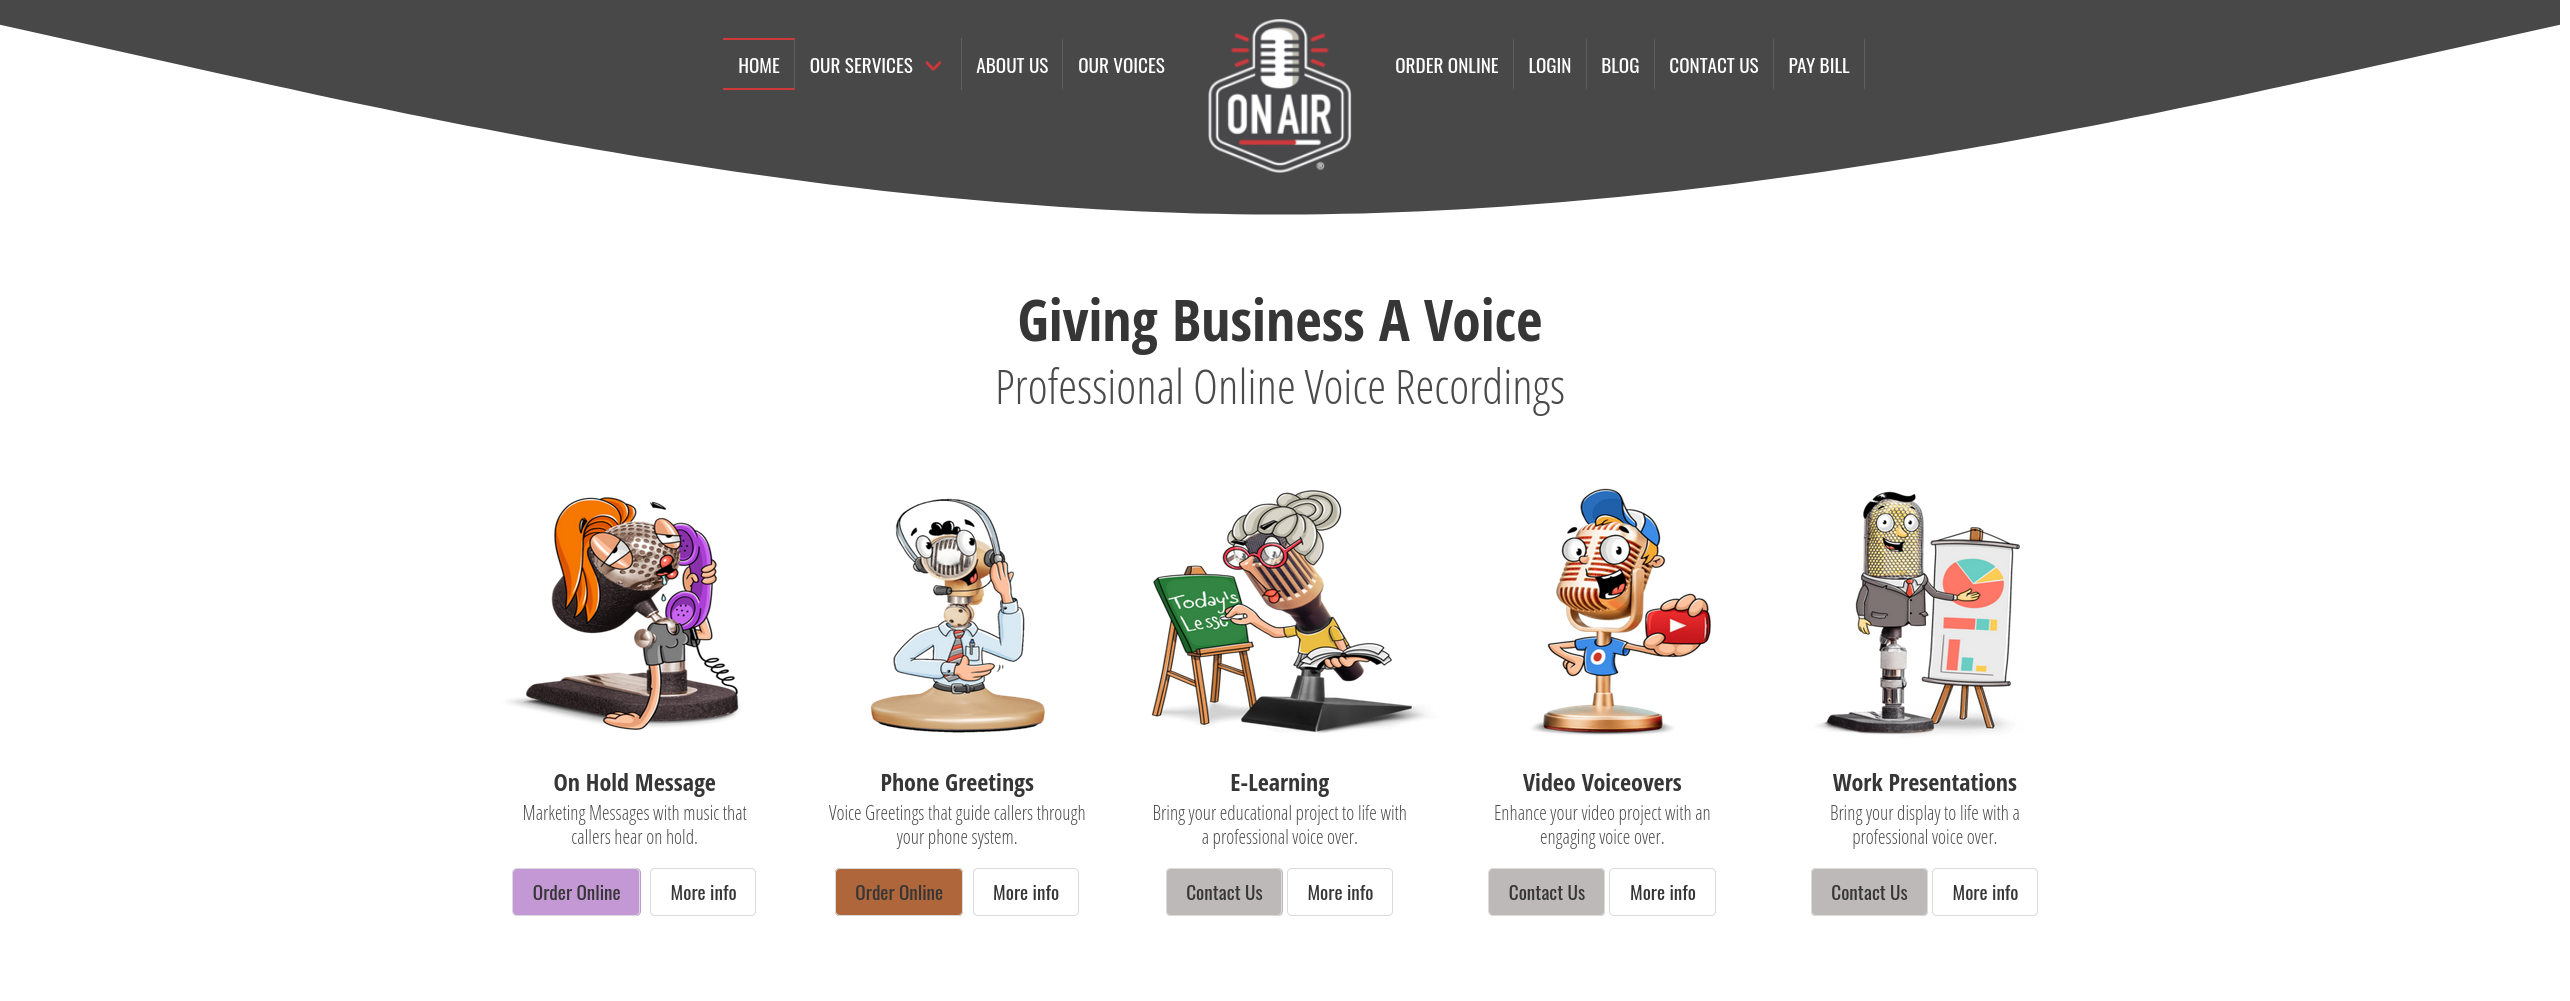 HOME
OUR SERVICES
ABOUT US
OUR VOICES
ON AIR
®
ORDER ONLINE
LOGIN
BLOG
CONTACT US
PAY BILL
Giving Business A Voice
Professional Online Voice Recordings
Today's
Lesso
On Hold Message
Marketing Messages with music that
callers hear on hold.
Order Online
More info
Phone Greetings
Voice Greetings that guide callers through
your phone system.
Order Online
More info
E-Learning
Bring your educational project to life with
a professional voice over.
Contact Us
More info
Video Voiceovers
Enhance your video project with an
engaging voice over.
Contact Us
More info
Work Presentations
Bring your display to life with a
professional voice over.
Contact Us
More info